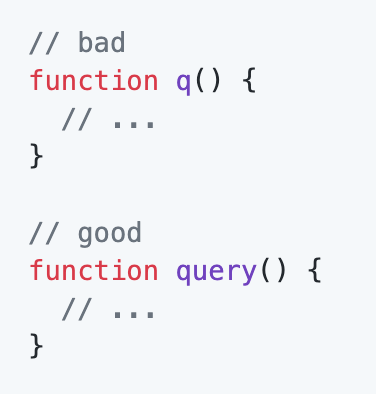 // bad
function q() {
  // ...
}

// good
function query() {
  // ...
}